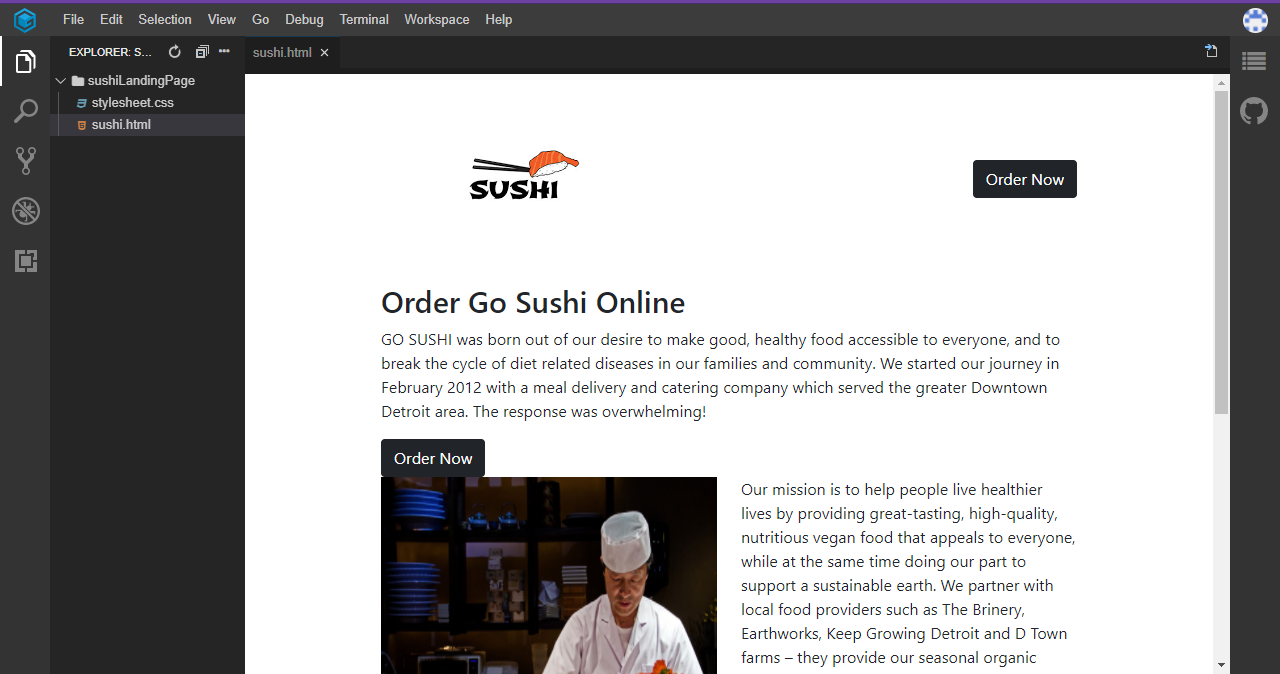 File Edit Selection View Go Debug Terminal Workspace Help
EXPLORER: S...
sushi.html
sushiLandingPage
stylesheet.css
sushi.html
SUSHI
Order Now
Order Go Sushi Online
GO SUSHI was born out of our desire to make good, healthy food accessible to everyone, and to
break the cycle of diet related diseases in our families and community. We started our journey in
February 2012 with a meal delivery and catering company which served the greater Downtown
Detroit area. The response was overwhelming!
Order Now
Our mission is to help people live healthier
lives by providing great-tasting, high-quality,
nutritious vegan food that appeals to everyone,
while at the same time doing our part to
support a sustainable earth. We partner with
local food providers such as The Brinery,
Earthworks, Keep Growing Detroit and D Town
farms – they provide our seasonal organic